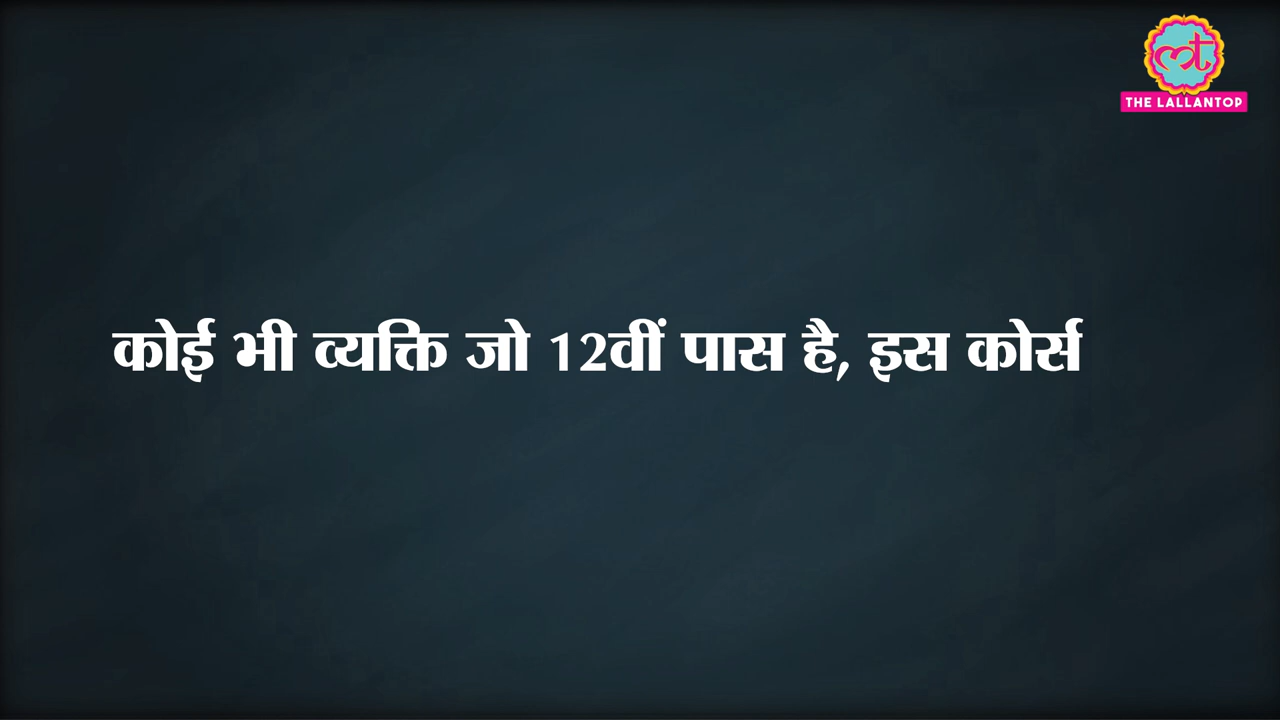 THE LALLANTOP
कोई भी व्यक्ति जो 12वीं पास है, इस कोर्स